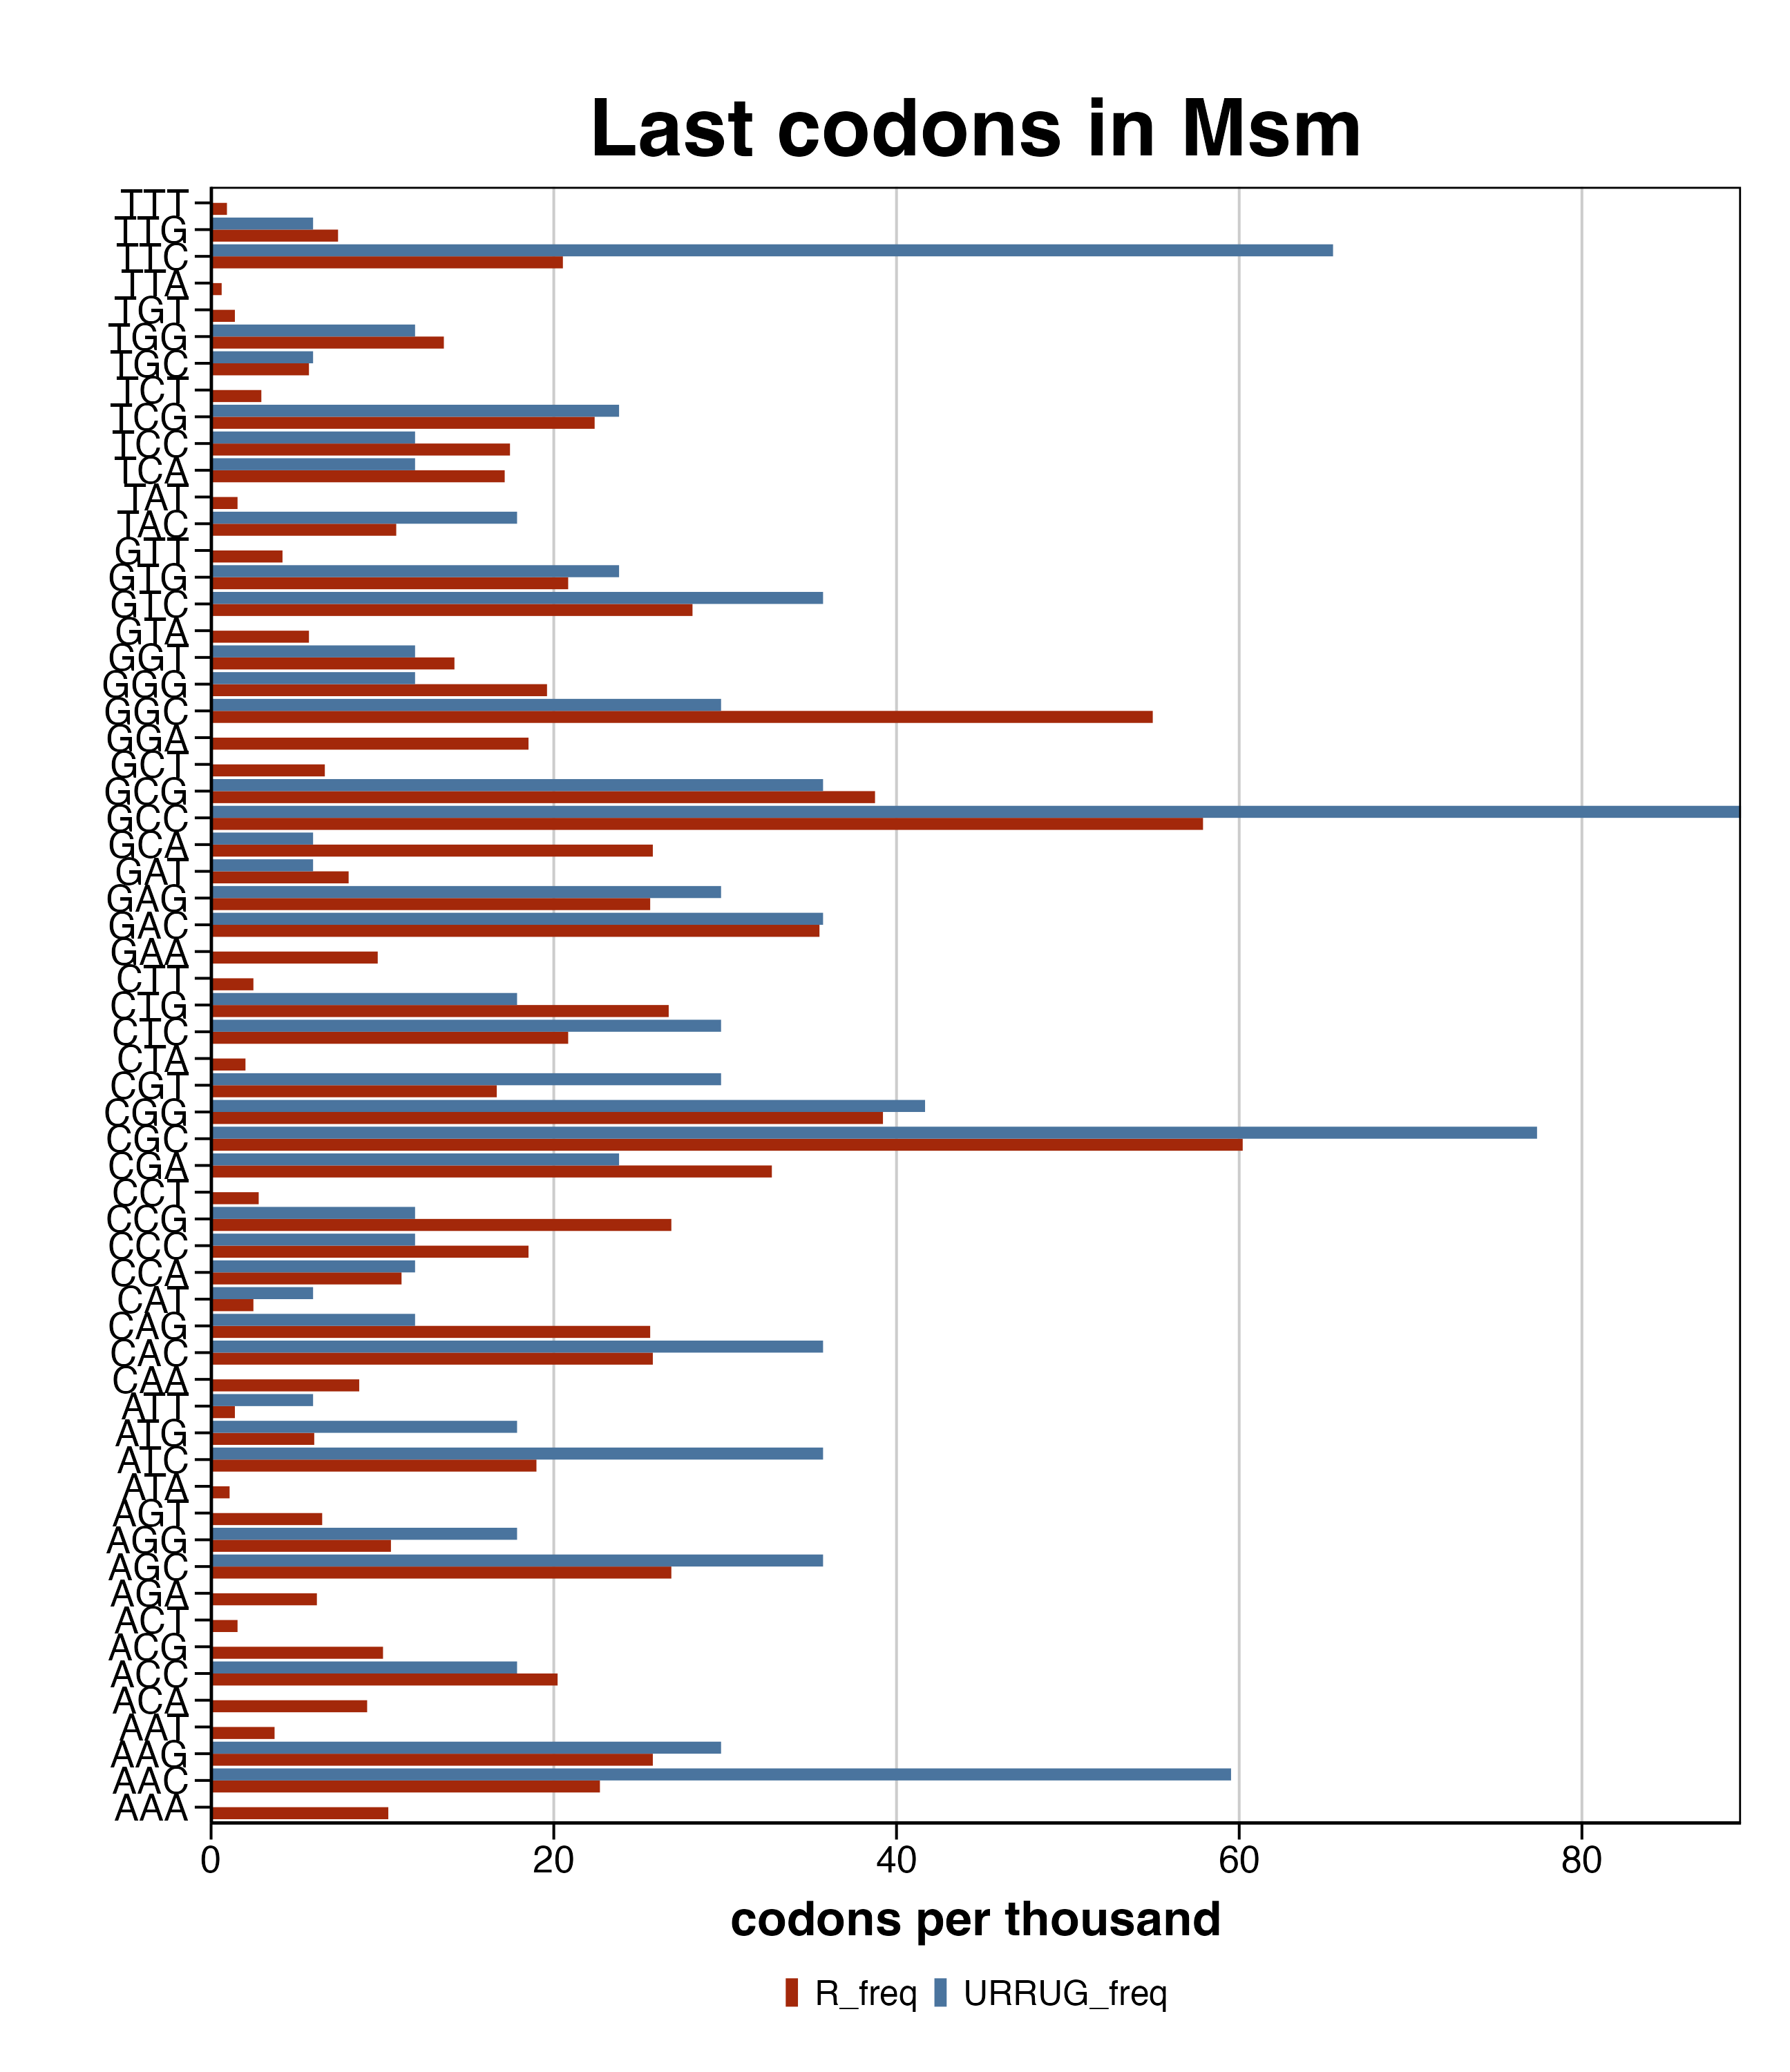 Last codons in Msm
TTT
TTG
TTC
TTA
TGT
TGG
TGC
TCT
TCG
TCC
TCA
TAT
TAC
GTT
GTG
GTC
GTA
GGT
GGG
GGC
GGA
GCT
GCG
GCC
GCA
GAT
GAG
GAC
GAA
CTT
CTG
CTC
CTA
CGT
CGG
CGC
CGA
CCT
CCG
CCC
CCA
CAT
CAG
CAC
CAA
ATT
ATG
ATC
ATA
AGT
AGG
AGC
AGA
ACT
ACG
ACC
ACA
AAT
AAG
AAC
AAA
0 20 40 60 80
codons per thousand
R_freq URRUG_freq